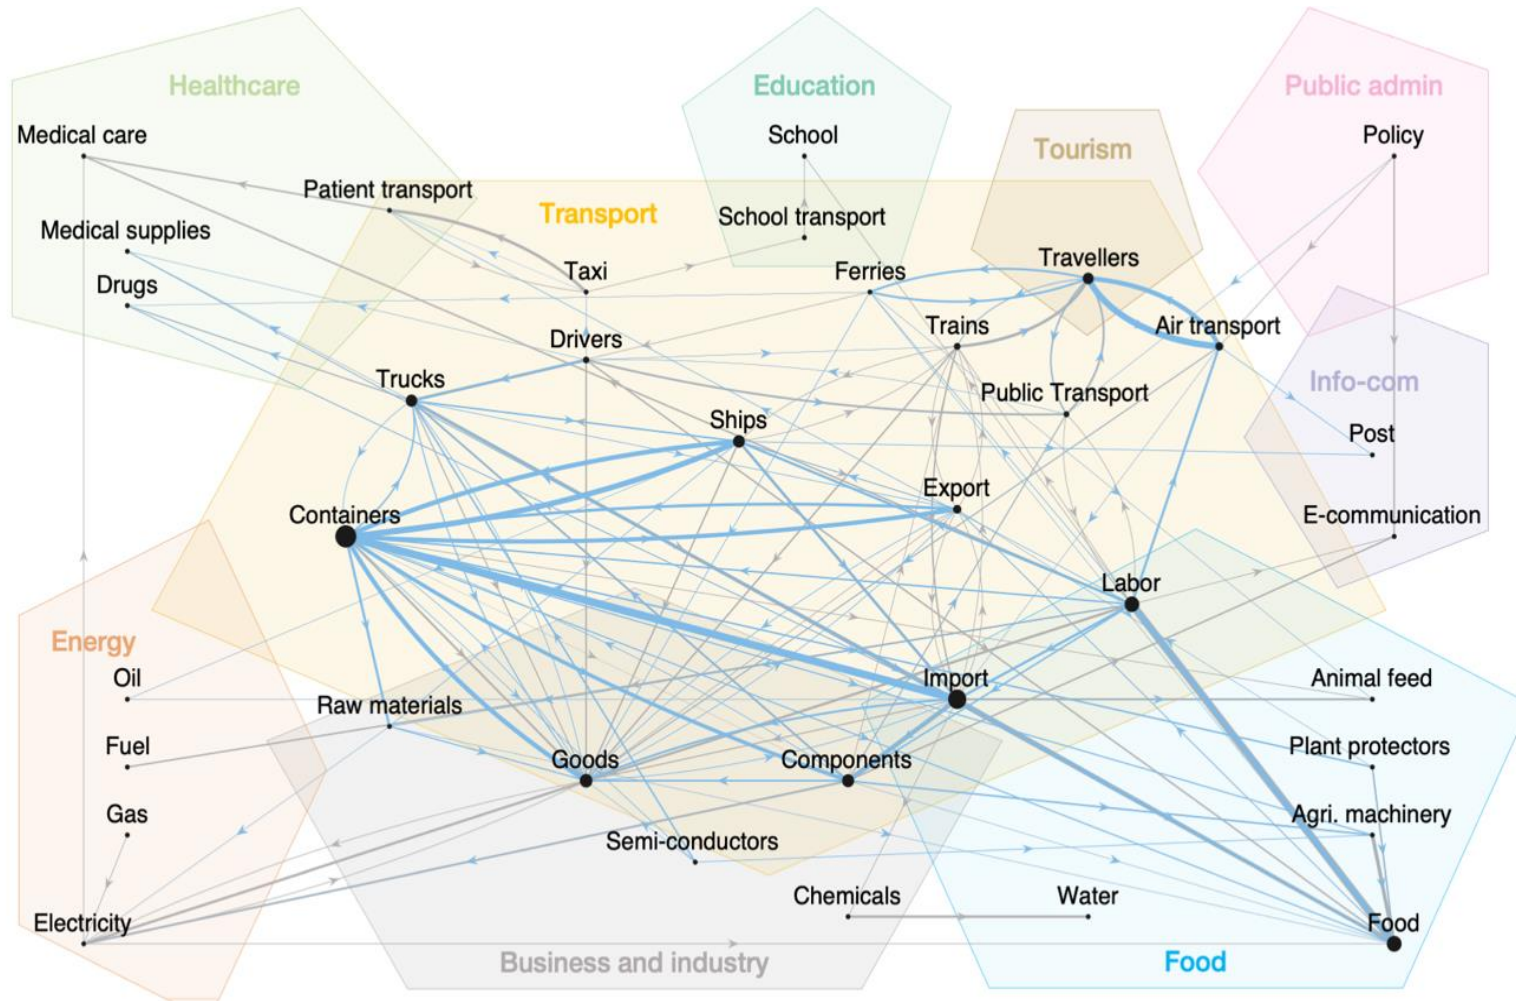 Healthcare
Education
Public admin
Medical care
School
Policy
Tourism
Patient transport
Transport
School transport
Medical supplies
Drugs
Taxi
Ferries
Travellers
Drivers
Trains
Air transport
Trucks
Public Transport
Info-com
Ships
Post
Containers
Export
E-communication
Labor
Energy
Oil
Raw materials
Import
Animal feed
Fuel
Goods
Components
Plant protectors
Gas
Semi-conductors
Agri. machinery
Chemicals
Water
Electricity
Food
Business and industry
Food